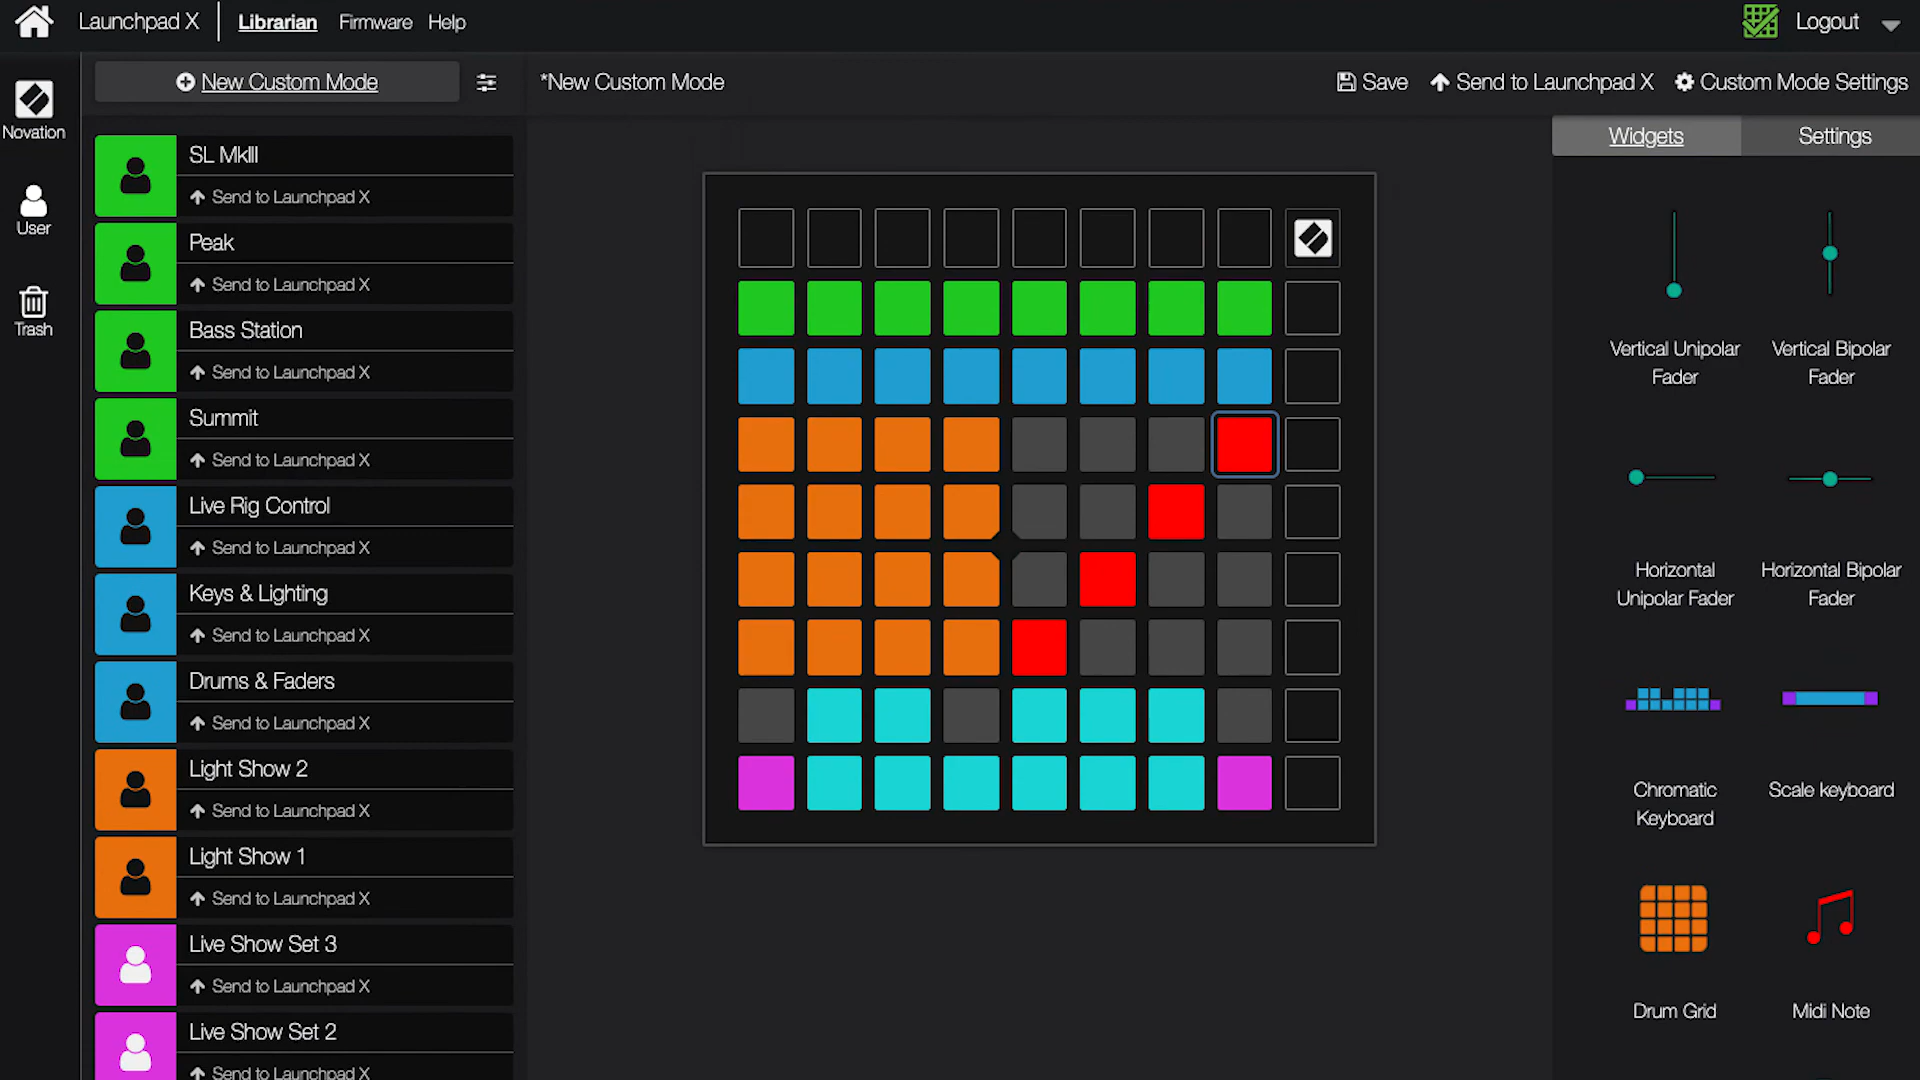 Launchpad X
Librarian
Firmware
Help
Logout
New Custom Mode
*New Custom Mode
Save
Send to Launchpad X
Custom Mode Settings
Novation
User
Trash
SL MkIII
Send to Launchpad X
Peak
Send to Launchpad X
Bass Station
Send to Launchpad X
Summit
Send to Launchpad X
Live Rig Control
Send to Launchpad X
Keys & Lighting
Send to Launchpad X
Drums & Faders
Send to Launchpad X
Light Show 2
Send to Launchpad X
Light Show 1
Send to Launchpad X
Live Show Set 3
Send to Launchpad X
Live Show Set 2
Send to Launchpad X
Widgets
Settings
Vertical Unipolar
Fader
Vertical Bipolar
Fader
Horizontal
Unipolar Fader
Horizontal Bipolar
Fader
Chromatic
Keyboard
Scale keyboard
Drum Grid
Midi Note